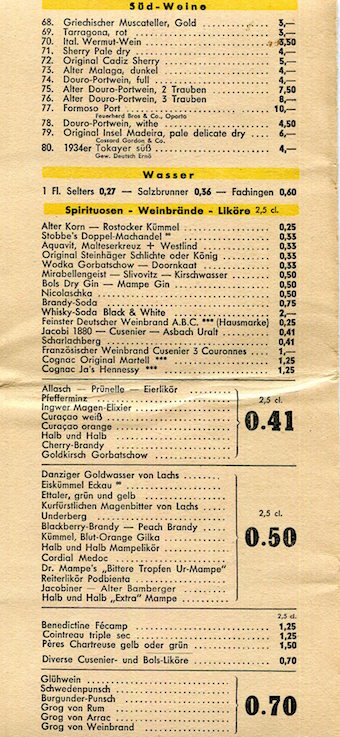 Süd-Weine
68. Griechischer Muscateller, Gold 3,—
69. Tarragona, rot 3,—
70. Ital. Wermut-Wein 3,50
71. Sherry Pale dry 4,—
72. Original Cadiz Sherry 5,—
73. Alter Malaga, dunkel 4,—
74. Douro-Portwein, full 4,—
75. Alter Douro-Portwein, 2 Trauben 7,50
76. Alter Douro-Portwein, 3 Trauben 8,—
77. Formoso Port 10,—
Feuerherd Bros & Co., Oporto
78. Douro-Portwein, withe 4,50
79. Original Insel Madeira, pale delicate dry 6,—
Cossard Gordon & Co.
80. 1934er Tokayer süß 4,—
Gew. Deutsch Ernö
Wasser
1 Fl. Selters 0,27 — Salzbrunner 0,36 — Fachingen 0,60
Spirituosen - Weinbrände - Liköre 2,5 cl.
Alter Korn — Rostocker Kümmel 0,25
Stobbe's Doppel-Machandel °° 0,33
Aquavit, Malteserkreuz + Westlind 0,33
Original Steinhäger Schlichte oder König 0,33
Wodka Gorbatschow — Doornkaat 0,33
Mirabellengeist — Slivovitz — Kirschwasser 0,50
Bols Dry Gin — Mampe Gin 0,50
Nicolaschka 0,50
Brandy-Soda 0,75
Whisky-Soda Black & White 2,—
Feinster Deutscher Weinbrand A.B.C. *** (Hausmarke) 0,25
Jacobi 1880 — Cusenier — Asbach Uralt 0,41
Scharlachberg 0,41
Französischer Weinbrand Cusenier 3 Couronnes 1,—
Cognac Original Martell *** 1,25
Cognac Ja's Hennessy *** 1,25
Allasch — Prünelle — Eierlikör
Pfefferminz
Ingwer Magen-Elixier
Curaçao weiß
Curaçao orange
Halb und Halb
Cherry-Brandy
Goldkirsch Gorbatschow
2,5 cl.
0.41
Danziger Goldwasser von Lachs
Eiskümmel Eckau °°
Ettaler, grün und gelb
Kurfürstlichen Magenbitter von Lachs
Underberg
Blackberry-Brandy — Peach Brandy
Kümmel, Blut-Orange Gilka
Halb und Halb Mampelikör
Cordial Medoc
Dr. Mampe's „Bittere Tropfen Ur-Mampe"
Reiterlikör Podbienta
Jacobiner — Alter Bamberger
Halb und Halb „Extra" Mampe
2,5 cl.
0.50
2,5 cl.
Benedictine Fécamp 1,25
Cointreau triple sec 1,25
Pères Chartreuse gelb oder grün 1,50
Diverse Cusenier- und Bols-Liköre 0,70
Glühwein
Schwedenpunsch
Burgunder-Punsch
Grog von Rum
Grog von Arrac
Grog von Weinbrand
0.70